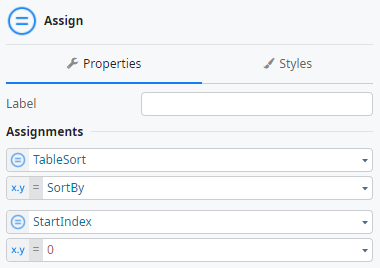 Assign
Properties Styles
Label
Assignments
TableSort
x.y = SortBy
StartIndex
x.y = 0